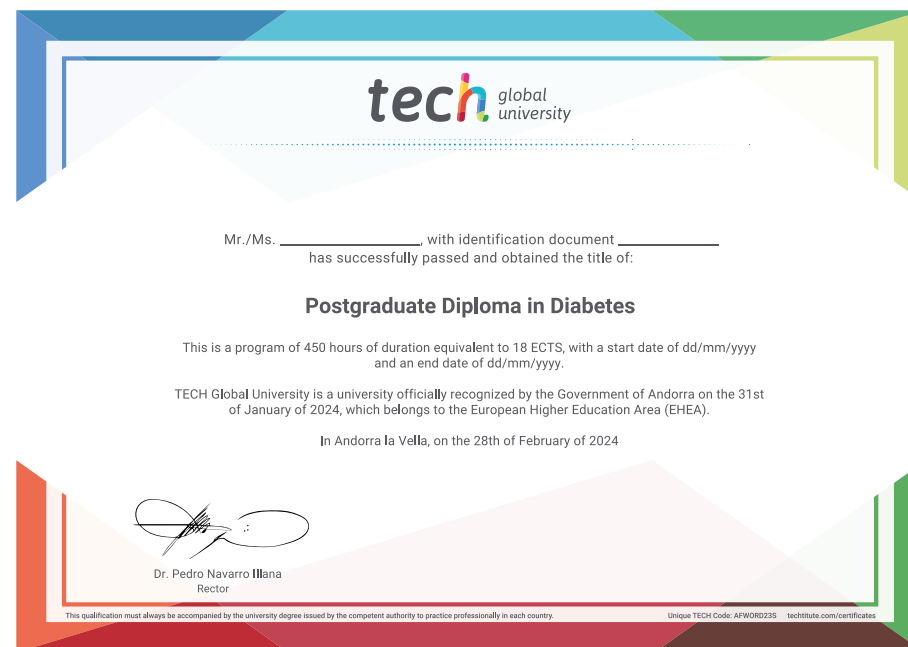 tech global
university
Mr./Ms. ____________________, with identification document ______________
has successfully passed and obtained the title of:
Postgraduate Diploma in Diabetes
This is a program of 450 hours of duration equivalent to 18 ECTS, with a start date of dd/mm/yyyy
and an end date of dd/mm/yyyy.
TECH Global University is a university officially recognized by the Government of Andorra on the 31st
of January of 2024, which belongs to the European Higher Education Area (EHEA).
In Andorra la Vella, on the 28th of February of 2024
Dr. Pedro Navarro Illana
Rector
This qualification must always be accompanied by the university degree issued by the competent authority to practice professionally in each country. Unique TECH Code: AFWORD23S techtitute.com/certificates